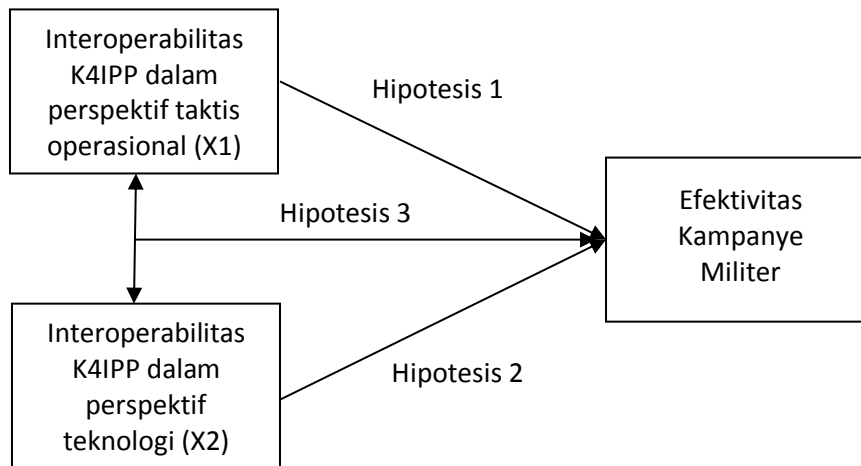 Interoperabilitas
K4IPP dalam
perspektif taktis
operasional (X1)
Hipotesis 1
Hipotesis 3
Efektivitas
Kampanye
Militer
Interoperabilitas
K4IPP dalam
perspektif
teknologi (X2)
Hipotesis 2